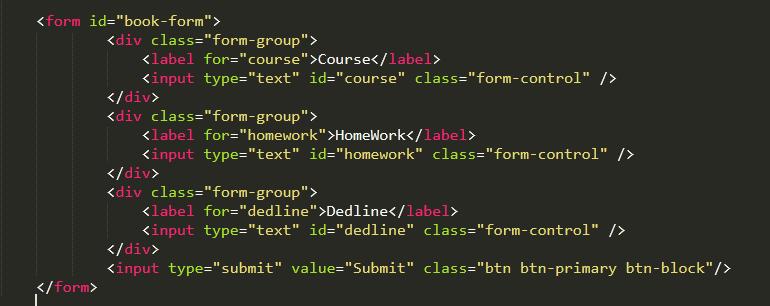 <form id="book-form">
<div class="form-group">
<label for="course">Course</label>
<input type="text" id="course" class="form-control" />
</div>
<div class="form-group">
<label for="homework">HomeWork</label>
<input type="text" id="homework" class="form-control" />
</div>
<div class="form-group">
<label for="dedline">Dedline</label>
<input type="text" id="dedline" class="form-control" />
</div>
<input type="submit" value="Submit" class="btn btn-primary btn-block"/>
</form>